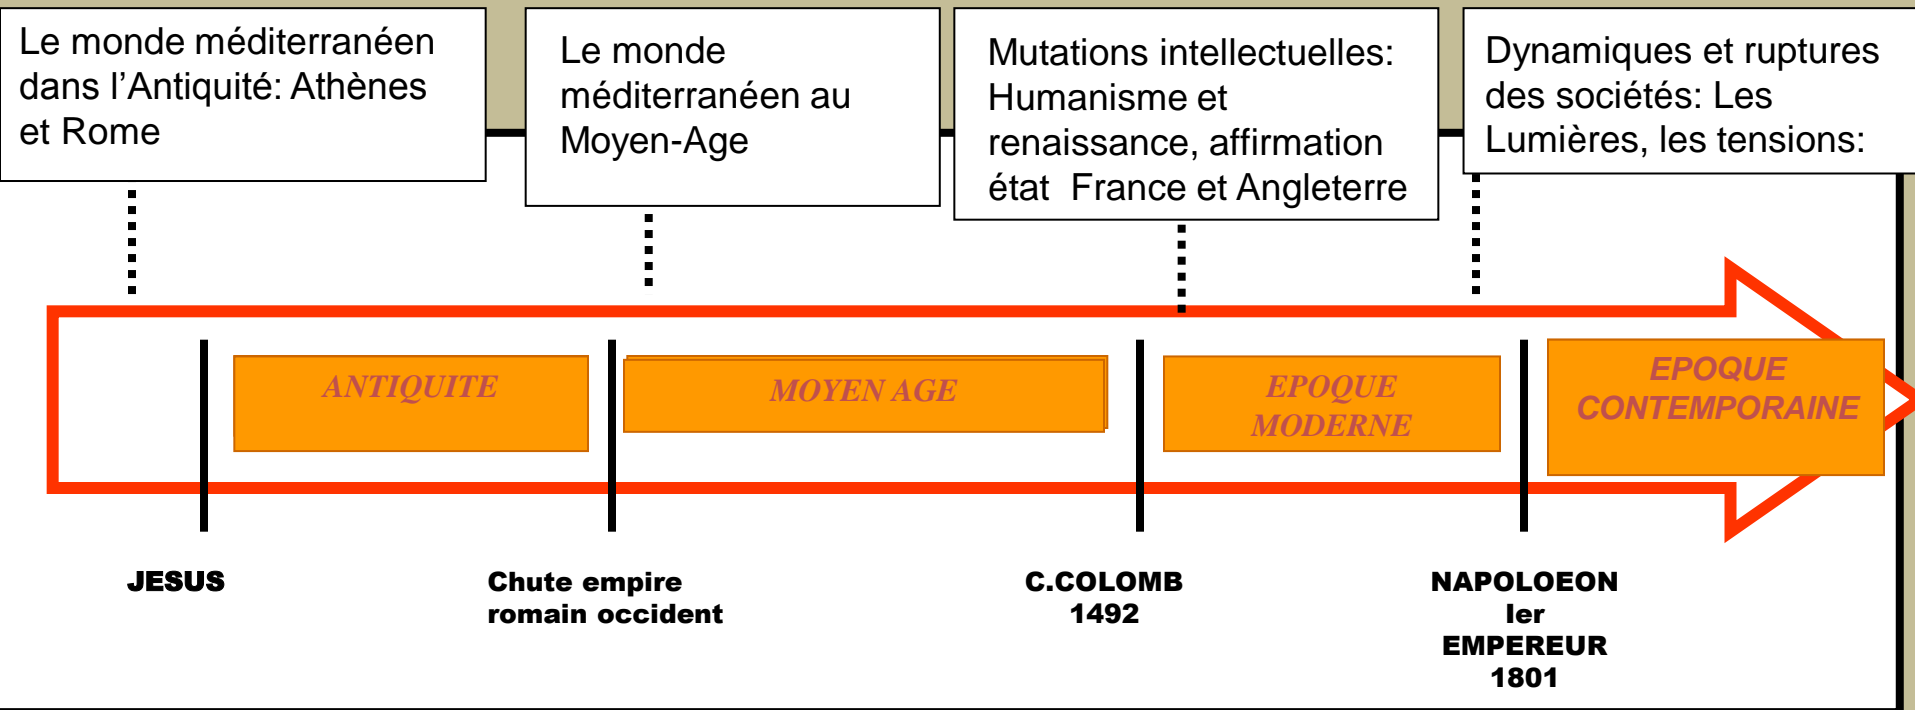 Le monde méditerranéen
dans l’Antiquité: Athènes
et Rome
Le monde
méditerranéen au
Moyen-Age
Mutations intellectuelles:
Humanisme et
renaissance, affirmation
état  France et Angleterre
Dynamiques et ruptures
des sociétés: Les
Lumières, les tensions:
ANTIQUITE
MOYEN AGE
EPOQUE
MODERNE
EPOQUE
CONTEMPORAINE
JESUS
Chute empire
romain occident
C.COLOMB
1492
NAPOLOEON
Ier
EMPEREUR
1801